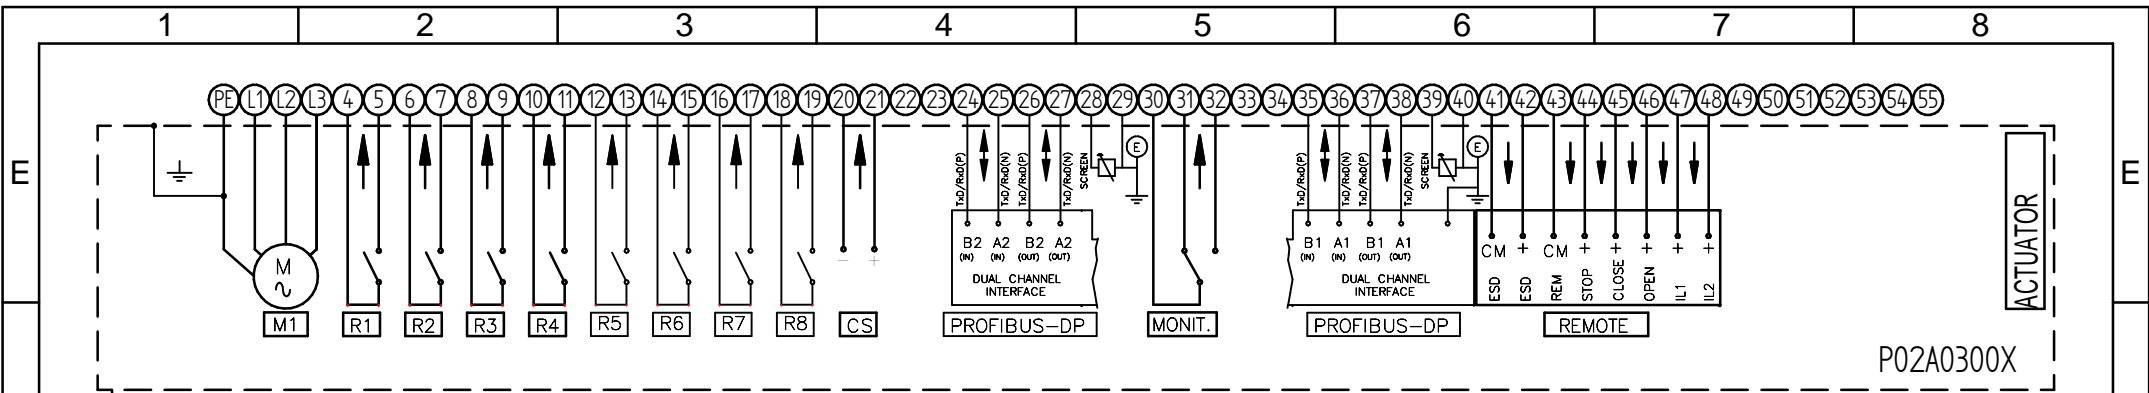 1 2 3 4 5 6 7 8
PE L1 L2 L3 4 5 6 7 8 9 10 11 12 13 14 15 16 17 18 19 20 21 22 23 24 25 26 27 28 29 30 31 32 33 34 35 36 37 38 39 40 41 42 43 44 45 46 47 48 49 50 51 52 53 54 55
E E
TxD/RxD(P) TxD/RxD(N) TxD/RxD(P) TxD/RxD(N) SCREEN E
TxD/RxD(P) TxD/RxD(N) TxD/RxD(P) TxD/RxD(N) SCREEN E
ACTUATOR
M
- +
B2 A2 B2 A2
(IN) (IN) (OUT) (OUT)
DUAL CHANNEL
INTERFACE
B1 A1 B1 A1
(IN) (IN) (OUT) (OUT)
DUAL CHANNEL
INTERFACE
CM + CM + + + + +
ESD ESD REM STOP CLOSE OPEN IL1 IL2
M1 R1 R2 R3 R4 R5 R6 R7 R8 CS PROFIBUS-DP MONIT. PROFIBUS-DP REMOTE
P02A0300X